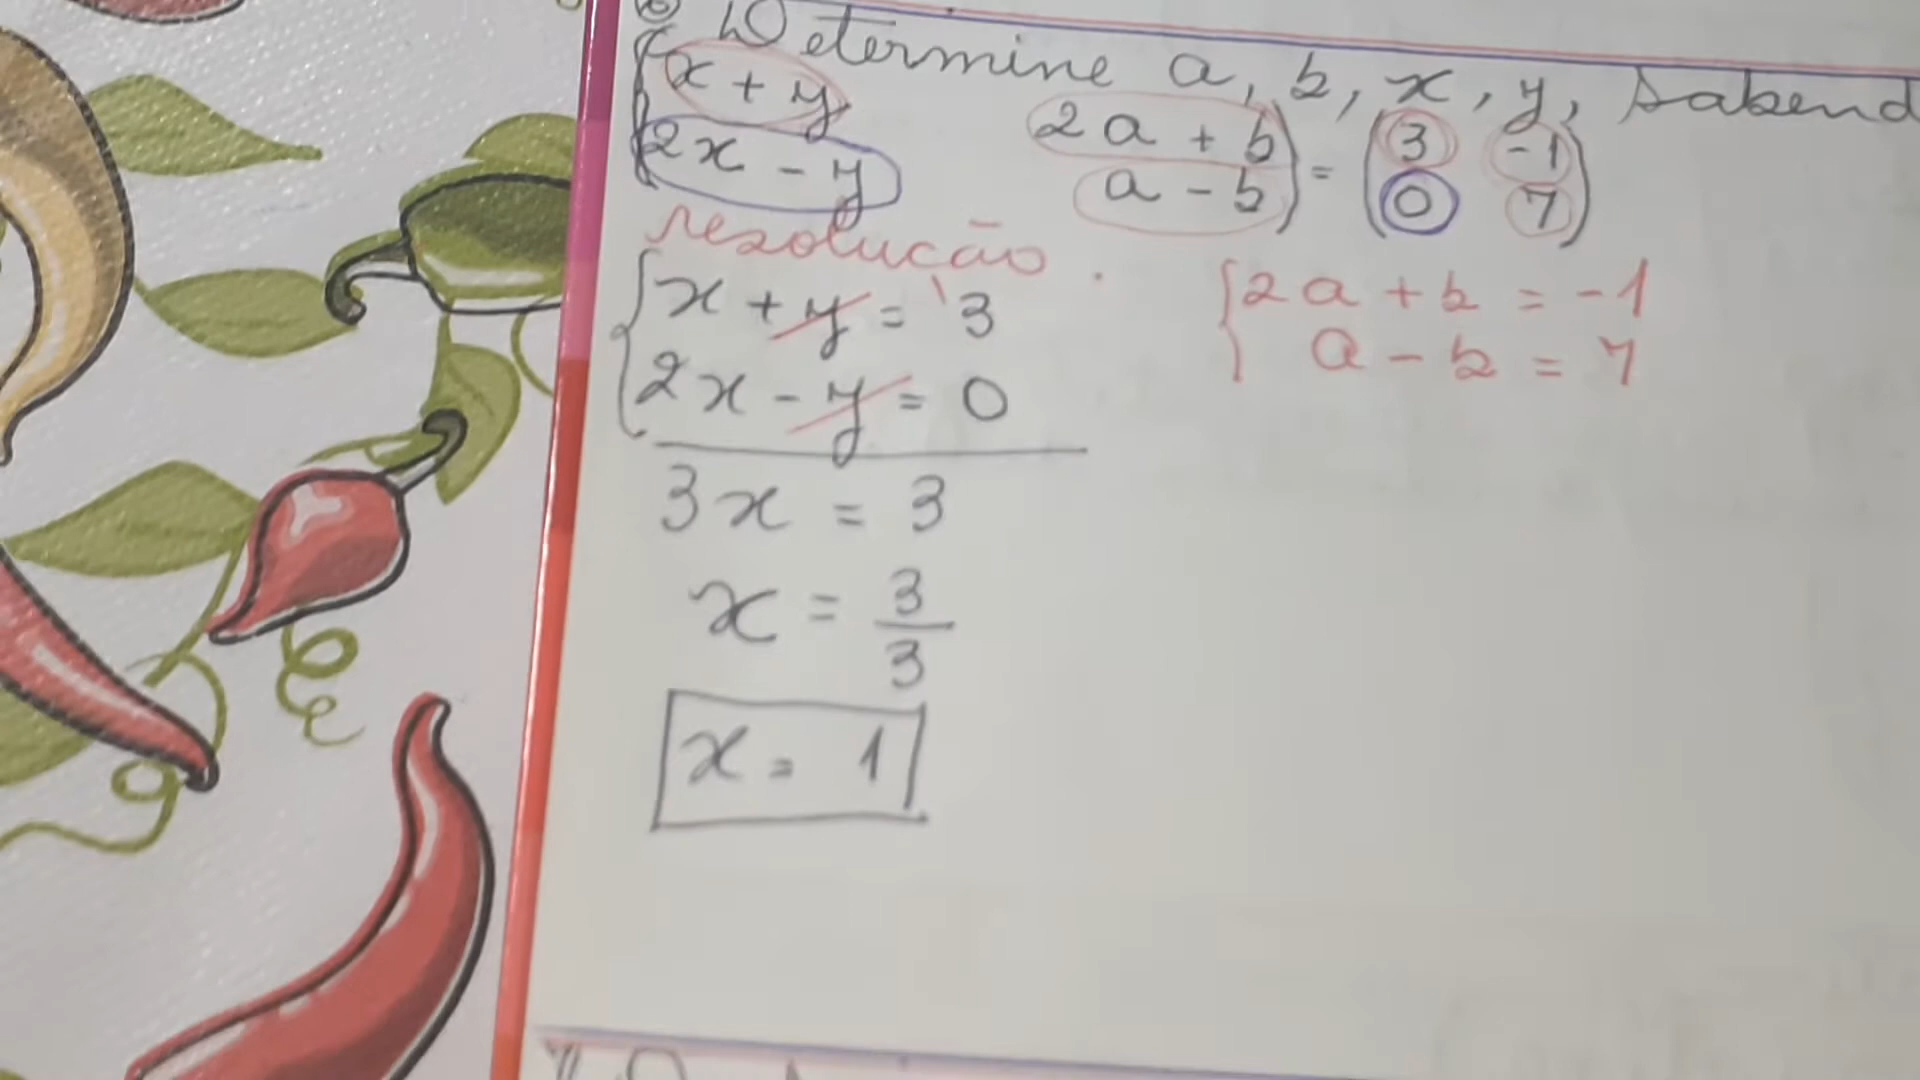 Determine a, b, x, y, saben
x + y 2a + b 3 -1
2x - y a - b = 0 7
resolução.
x + y = 3 2a + b = -1
2x - y = 0 a - b = 7
3x = 3
x = 3/3
x = 1